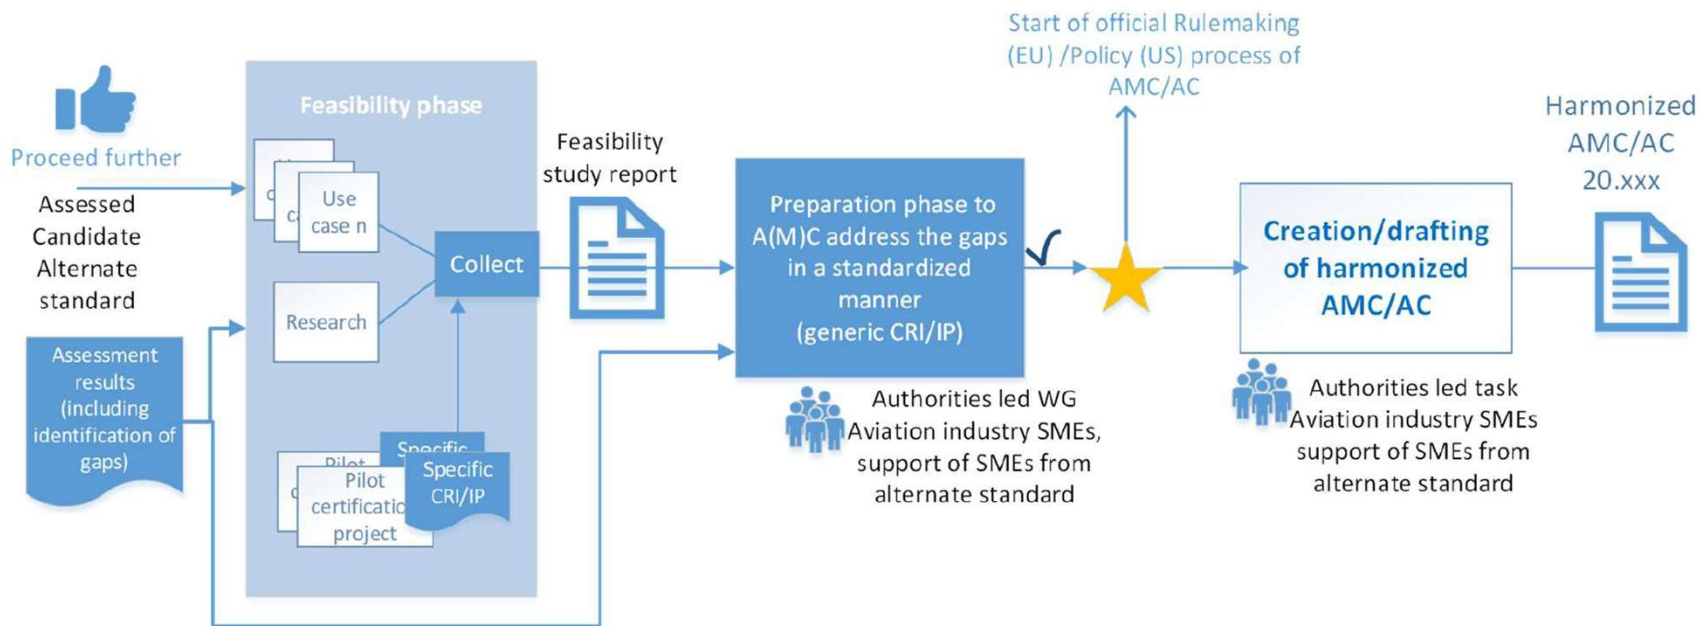 Start of official Rulemaking
(EU) /Policy (US) process of
AMC/AC
Proceed further
Assessed
Candidate
Alternate
standard
Assessment
results
(including
identification of
gaps)
Feasibility phase
Use
case n
Research
Collect
Pilot
Pilot
certification
project
Specific
Specific
CRI/IP
Feasibility
study report
Preparation phase to
A(M)C address the gaps
in a standardized
manner
(generic CRI/IP)
Authorities led WG
Aviation industry SMEs,
support of SMEs from
alternate standard
Creation/drafting
of harmonized
AMC/AC
Authorities led task
Aviation industry SMEs
support of SMEs from
alternate standard
Harmonized
AMC/AC
20.xxx